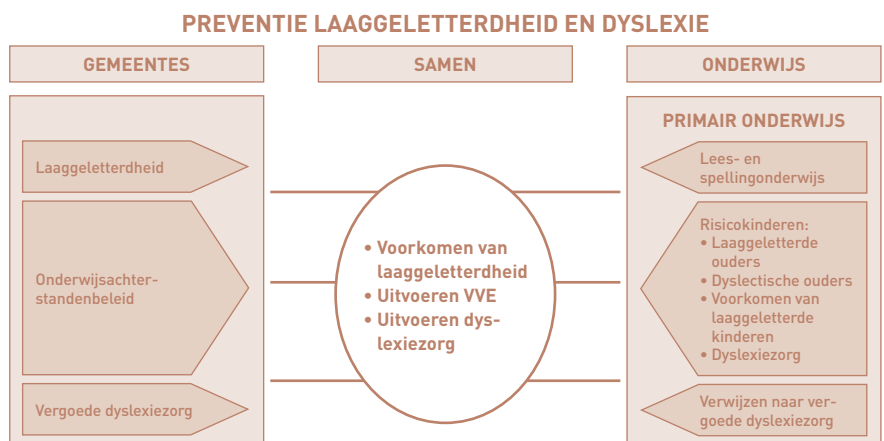 PREVENTIE LAAGGELETTERDHEID EN DYSLEXIE
GEMEENTES
SAMEN
ONDERWIJS
Laaggeletterdheid
Onderwijsachter-
standenbeleid
Vergoede dyslexiezorg
• Voorkomen van
laaggeletterdheid
• Uitvoeren VVE
• Uitvoeren dys-
lexiezorg
PRIMAIR ONDERWIJS
Lees- en
spellingonderwijs
Risicokinderen:
• Laaggeletterde
ouders
• Dyslectische ouders
• Voorkomen van
laaggeletterde
kinderen
• Dyslexiezorg
Verwijzen naar ver-
goede dyslexiezorg